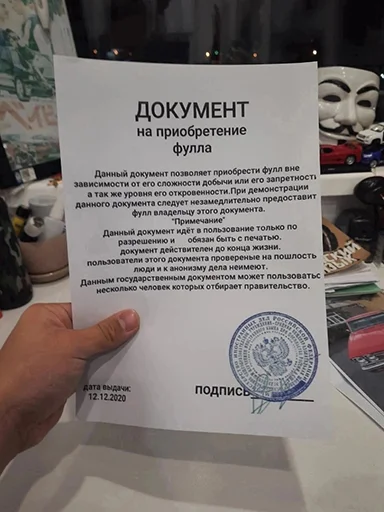 ДОКУМЕНТ
на приобретение
фулла
Данный документ позволяет приобрести фулл вне
зависимости от его сложности добычи или его запретност
а так же уровня его откровенности.При демонстрации
данного документа следует незамедлительно предоставит
фулл владельцу этого документа.
"Примечание"
Данный документ идёт в пользование только по
разрешению и обязан быть с печатью.
документ действителен до конца жизни.
пользователи этого документа провереные на пошлость
люди и к анонизму дела неимеют.
Данным государственным документом может пользоватьс
несколько человек которых отбирает правительство.
дата выдачи:
12.12.2020
подпись